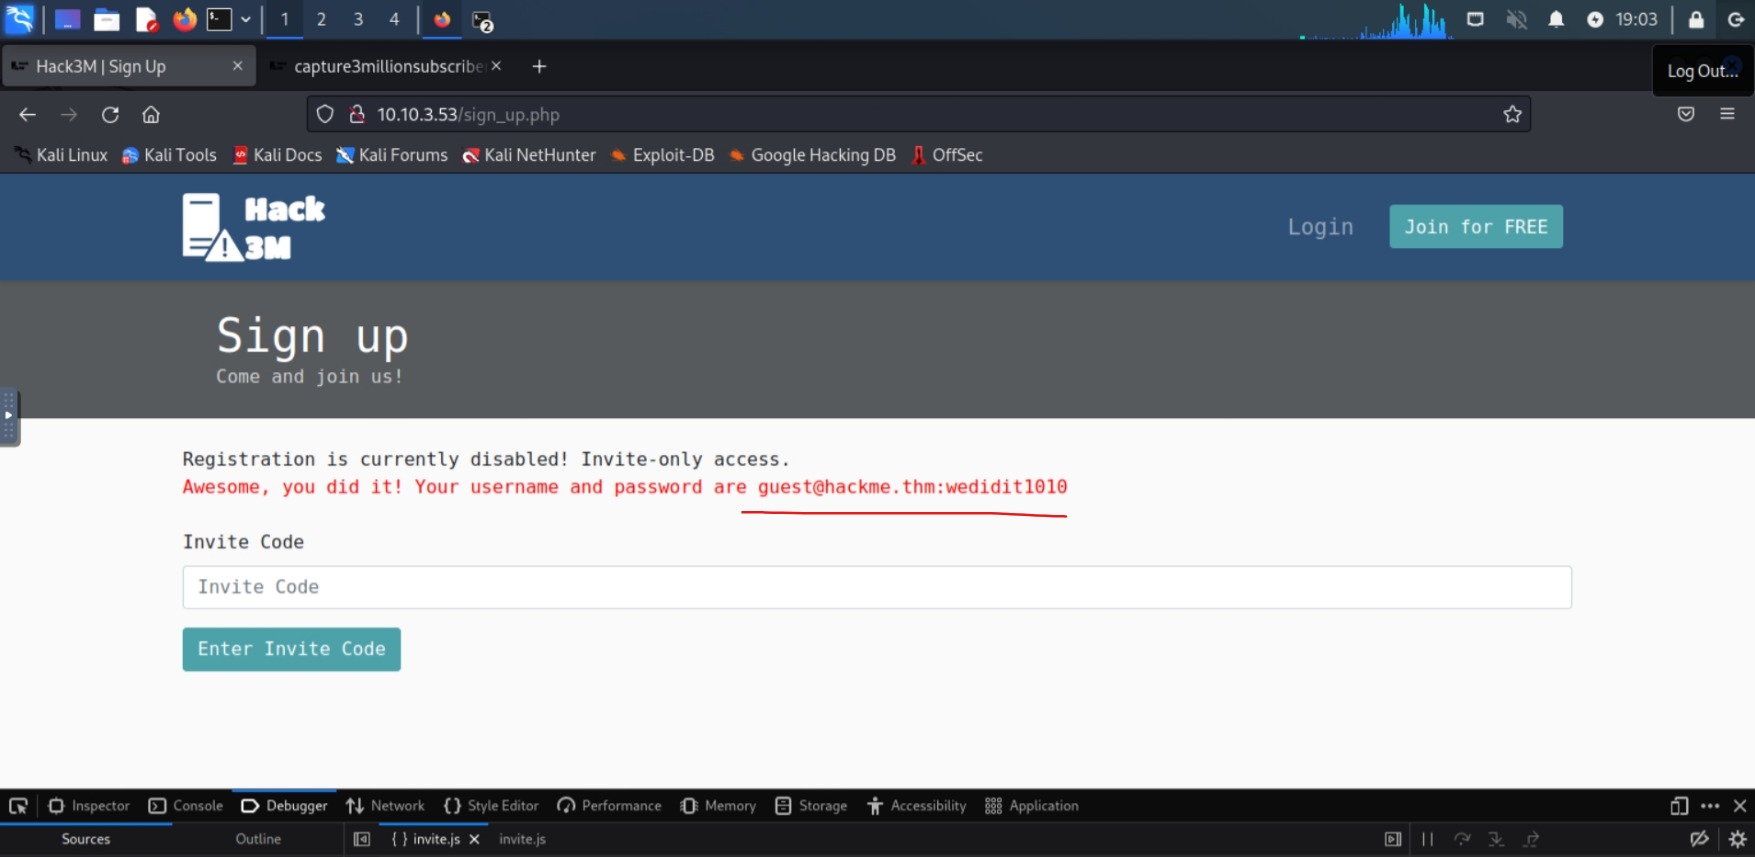 1 2 3 4 2 19:03
Hack3M | Sign Up capture3millionsubscribe
Log Out...
10.10.3.53/sign_up.php
Kali Linux Kali Tools Kali Docs Kali Forums Kali NetHunter Exploit-DB Google Hacking DB OffSec
Hack
3M
Login Join for FREE
Sign up
Come and join us!
Registration is currently disabled! Invite-only access.
Awesome, you did it! Your username and password are guest@hackme.thm:wedidit1010
Invite Code
Invite Code
Enter Invite Code
Inspector Console Debugger Network {} Style Editor Performance Memory Storage Accessibility Application
Sources Outline { } invite.js invite.js